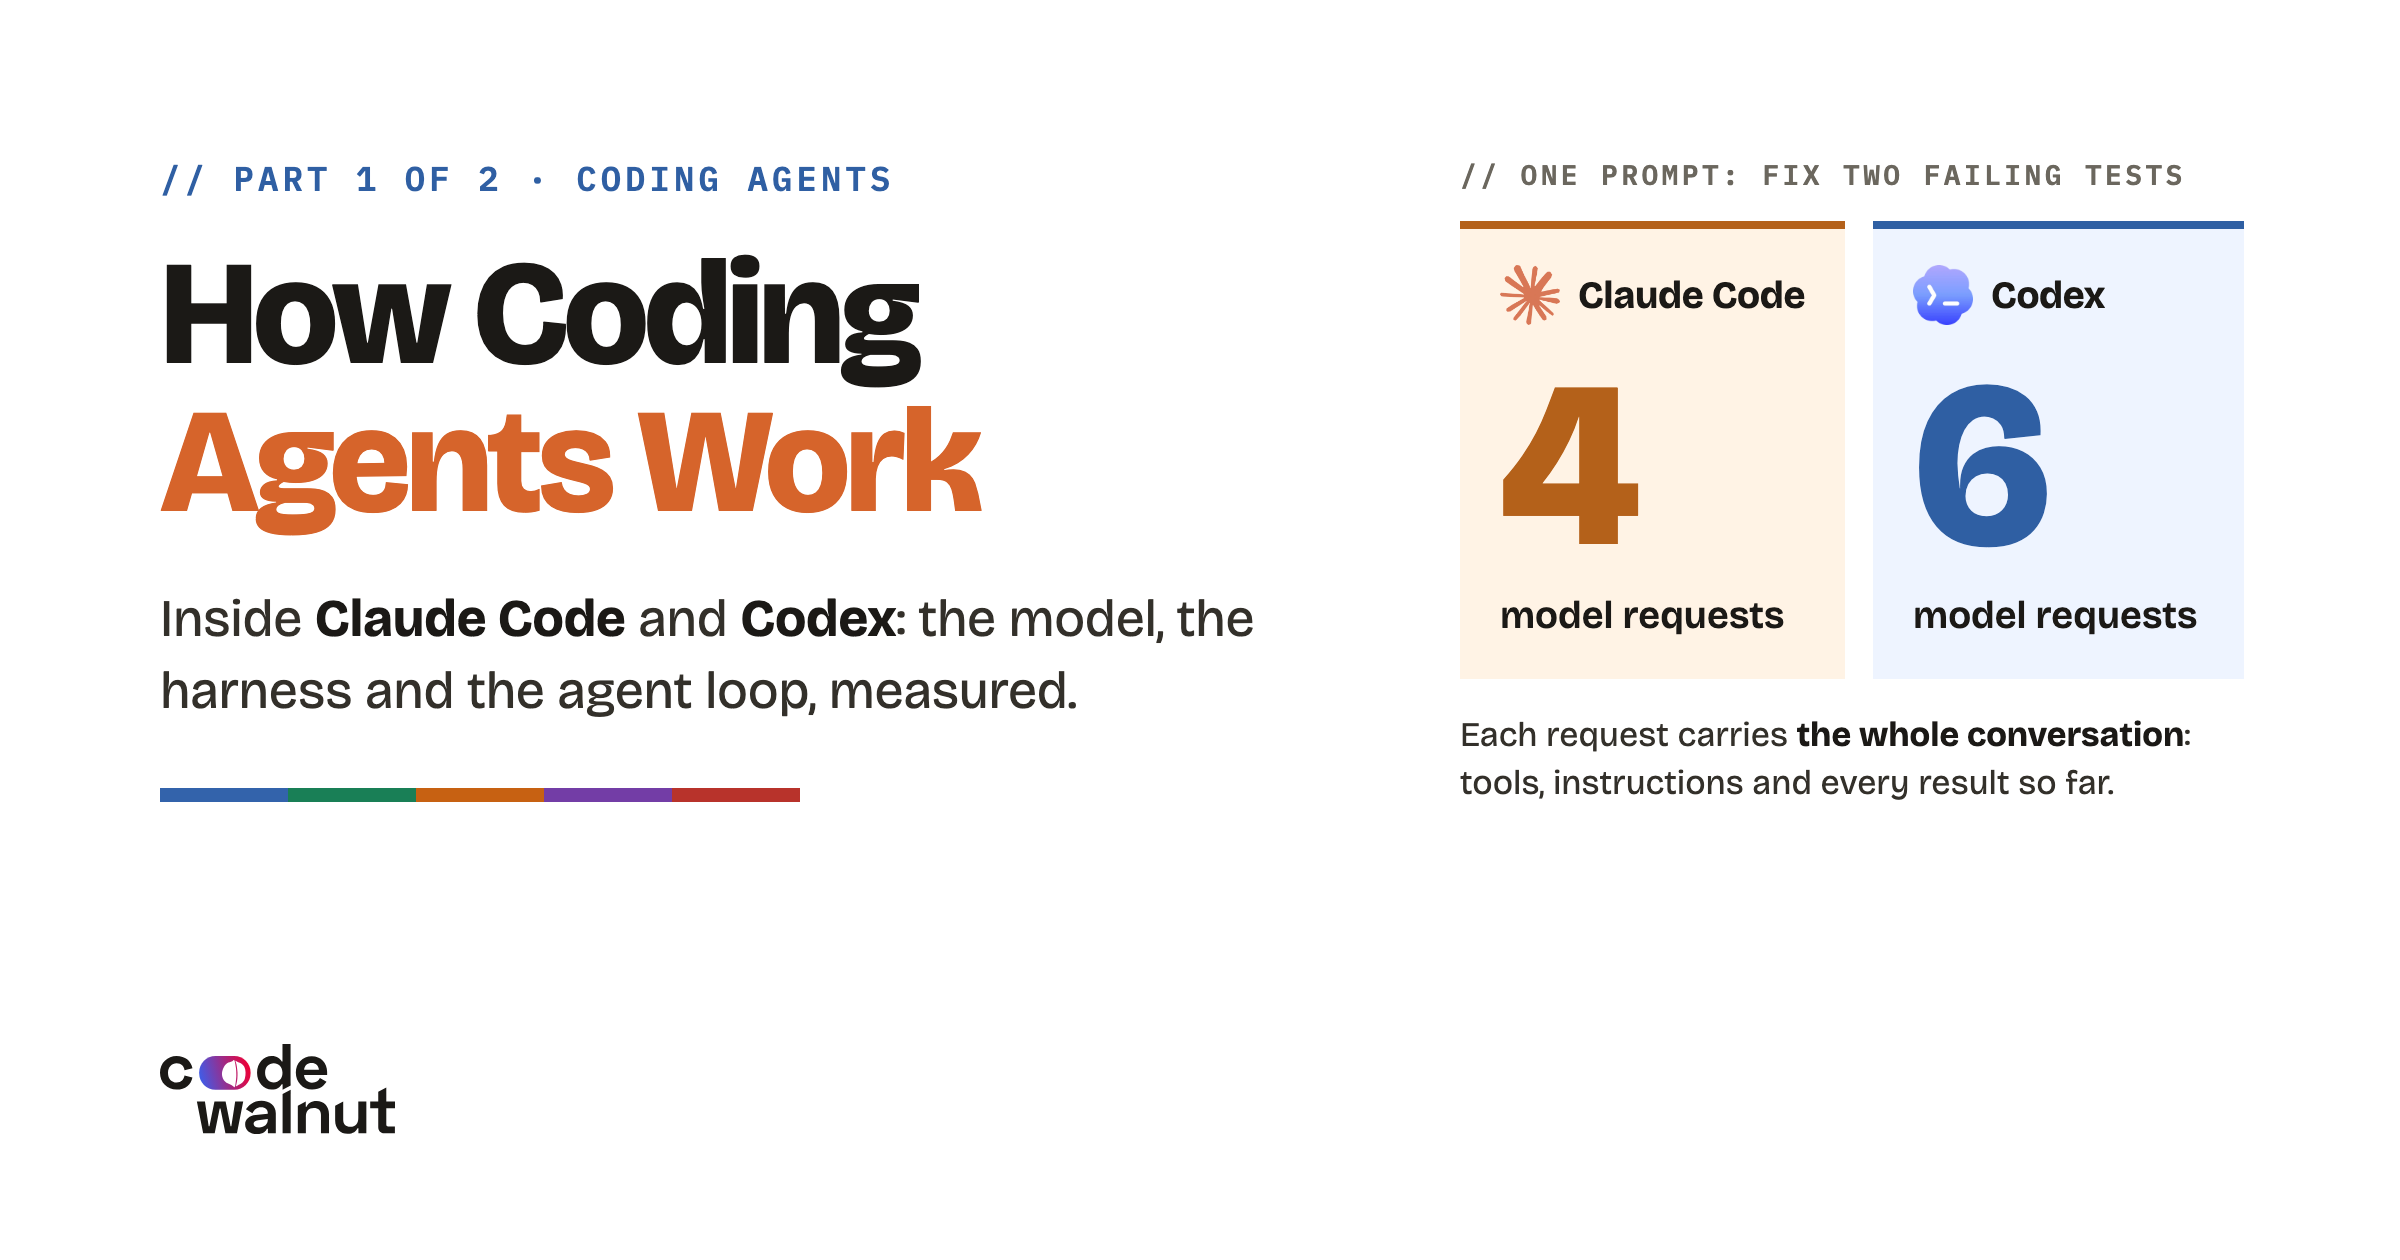 // PART 1 OF 2 · CODING AGENTS
How Coding
Agents Work
Inside Claude Code and Codex: the model, the
harness and the agent loop, measured.
// ONE PROMPT: FIX TWO FAILING TESTS
Claude Code
4
model requests
Codex
6
model requests
Each request carries the whole conversation:
tools, instructions and every result so far.
code
walnut